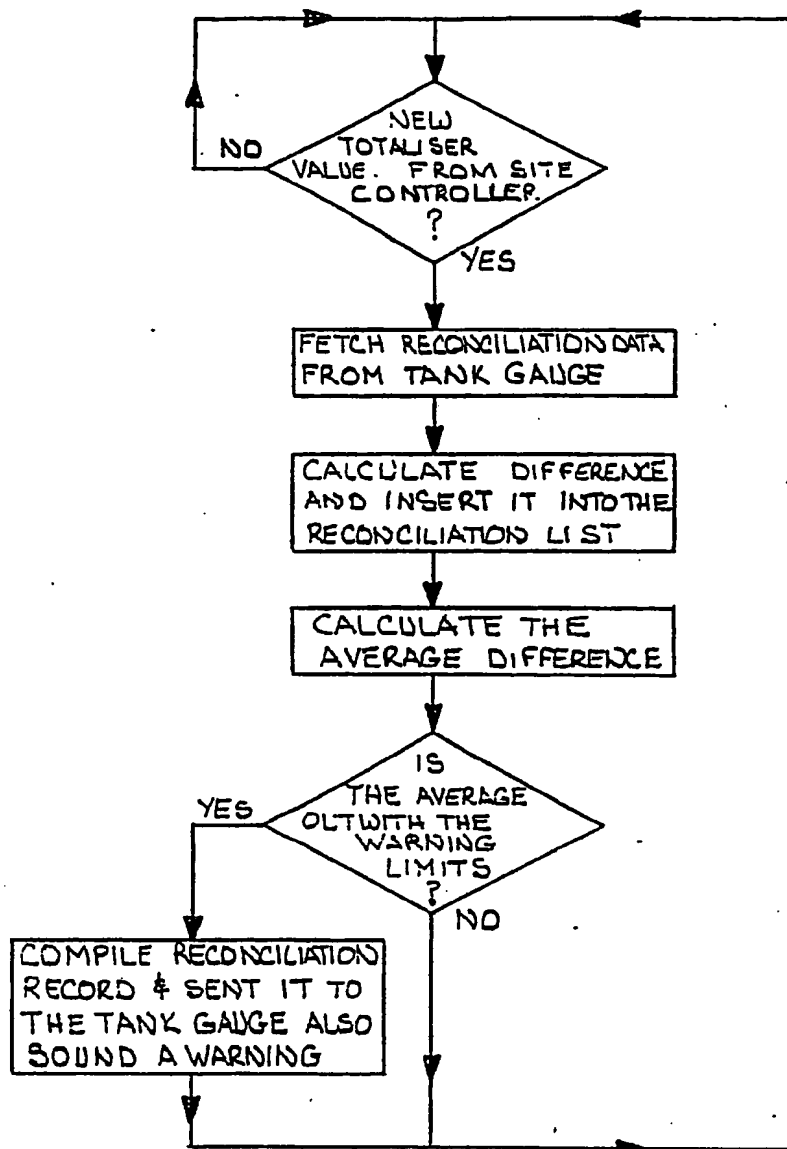 NEW
TOTALISER
VALUE. FROM SITE
CONTROLLER.
?
NO
YES
FETCH RECONCILIATION DATA
FROM TANK GAUGE
CALCULATE DIFFERENCE
AND INSERT IT INTO THE
RECONCILIATION LIST
CALCULATE THE
AVERAGE DIFFERENCE
IS
THE AVERAGE
OUTWITH THE
WARNING
LIMITS
?
YES
NO
COMPILE RECONCILIATION
RECORD & SENT IT TO
THE TANK GAUGE ALSO
SOUND A WARNING